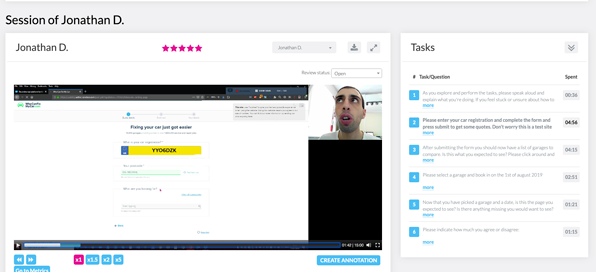 Session of Jonathan D.
Jonathan D.
Jonathan D.
Review status:
Open
Fixing your car just got easier!
YYO6OZK
01:42 | 15:00
x1
x1.5
x2
x5
CREATE ANNOTATION
Go to Metrics
Tasks
# Task/Question
Spent
1
As you explore and perform the tasks, please speak aloud and
explain what you're doing. If you feel stuck or unsure about how to
more
00:36
2
Please enter your car registration and complete the form and
press submit to get some quotes. Don't worry this is a test site
more
04:56
3
After submitting the form you should now have a list of garages to
compare. Is this what you expected to see? Please click around and
more
04:15
4
Please select a garage and book in on the 1st of august 2019
more
02:51
5
Now that you have picked a garage and a date, is this the page you
expected to see? Is there anything missing you would want to see?
more
01:21
6
Please indicate how much you agree or disagree:
more
01:15